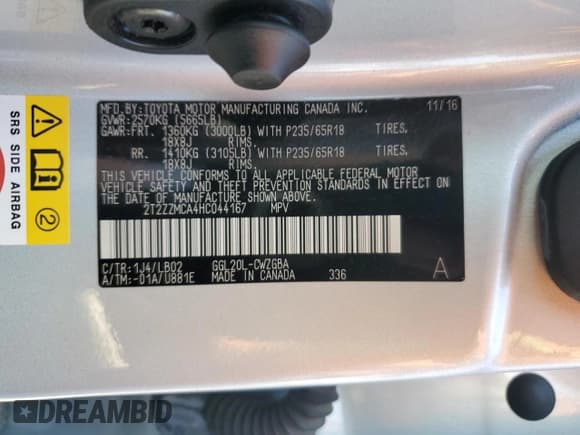 SRS SIDE AIRBAG
2
MFD.BY:TOYOTA MOTOR MANUFACTURING CANADA INC. 11/16
GVWR:2570KG (5665LB)
GAWR:FRT. 1360KG (3000LB) WITH P235/65R18 TIRES,
18X8J RIMS,
RR. 1410KG (3105LB) WITH P235/65R18 TIRES,
18X8J RIMS,
THIS VEHICLE CONFORMS TO ALL APPLICABLE FEDERAL MOTOR
VEHICLE SAFETY AND THEFT PREVENTION STANDARDS IN EFFECT ON
THE DATE OF MANUFACTURE SHOWN ABOVE.
2T2ZZMCA4HC044167 MPV
C/TR:1J4/LB02 GGL20L-CWZGBA
A/TM:-01A/U881E MADE IN CANADA 336 A
DREAMBID